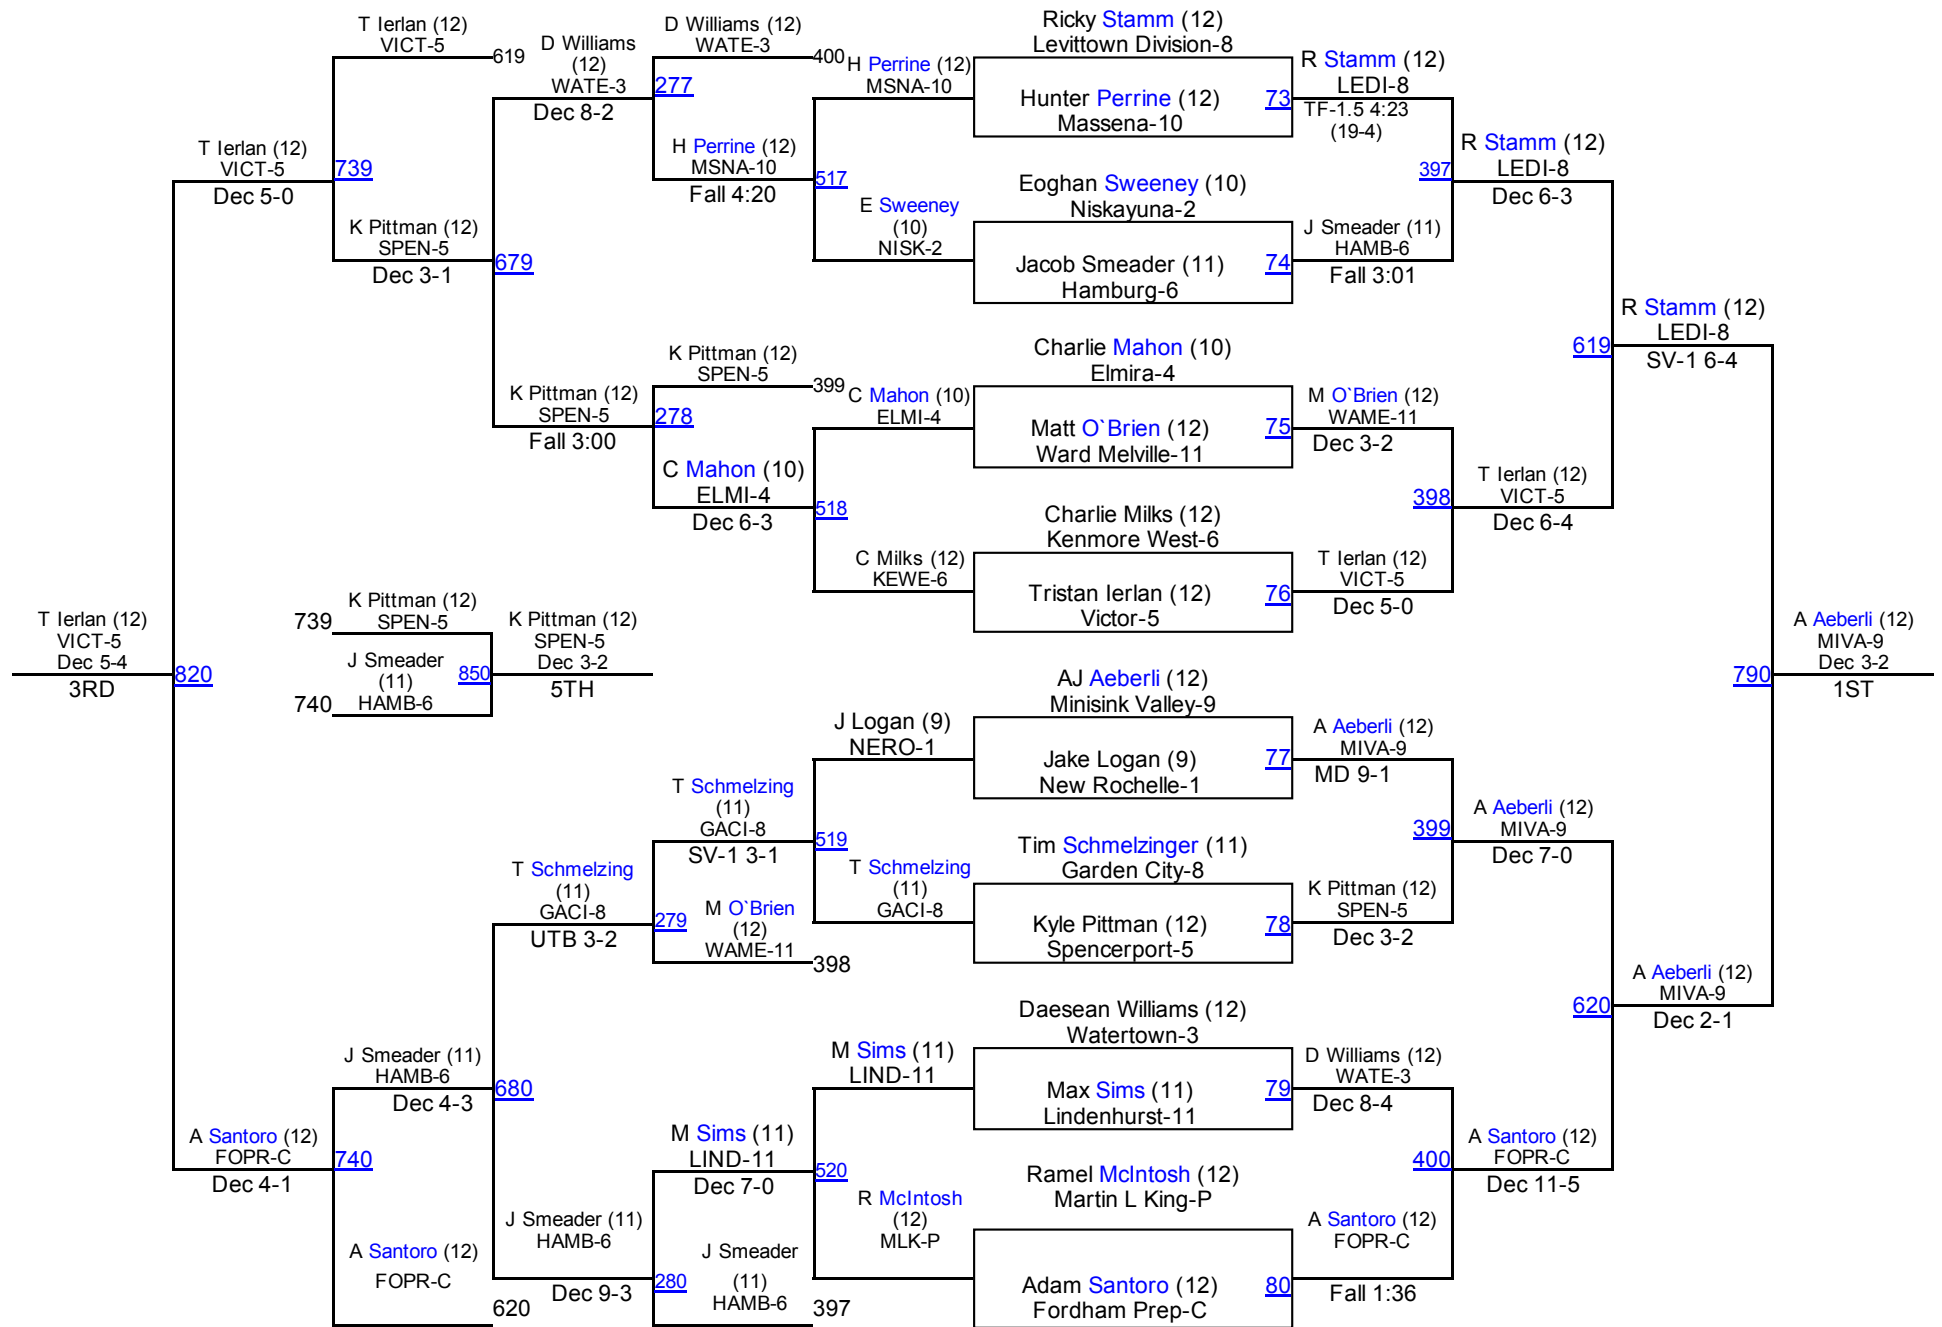 T Ierlan (12)
VICT-5
619
D Williams
(12)
WATE-3
Dec 8-2
D Williams (12)
WATE-3
400
277
H Perrine (12)
MSNA-10
Fall 4:20
H Perrine (12)
MSNA-10
517
E Sweeney
(10)
NISK-2
Ricky Stamm (12)
Levittown Division-8
Hunter Perrine (12)
Massena-10
73
R Stamm (12)
LEDI-8
TF-1.5 4:23
(19-4)
Eoghan Sweeney (10)
Niskayuna-2
Jacob Smeader (11)
Hamburg-6
74
J Smeader (11)
HAMB-6
Fall 3:01
397
R Stamm (12)
LEDI-8
Dec 6-3
T Ierlan (12)
VICT-5
Dec 5-0
739
K Pittman (12)
SPEN-5
Dec 3-1
679
K Pittman (12)
SPEN-5
Fall 3:00
K Pittman (12)
SPEN-5
399
278
C Mahon (10)
ELMI-4
Dec 6-3
C Mahon (10)
ELMI-4
518
C Milks (12)
KEWE-6
Charlie Mahon (10)
Elmira-4
Matt O`Brien (12)
Ward Melville-11
75
M O`Brien (12)
WAME-11
Dec 3-2
Charlie Milks (12)
Kenmore West-6
Tristan Ierlan (12)
Victor-5
76
T Ierlan (12)
VICT-5
Dec 5-0
398
T Ierlan (12)
VICT-5
Dec 6-4
619
R Stamm (12)
LEDI-8
SV-1 6-4
T Ierlan (12)
VICT-5
Dec 5-4
3RD
820
739
K Pittman (12)
SPEN-5
J Smeader
(11)
HAMB-6
740
850
K Pittman (12)
SPEN-5
Dec 3-2
5TH
790
A Aeberli (12)
MIVA-9
Dec 3-2
1ST
AJ Aeberli (12)
Minisink Valley-9
Jake Logan (9)
New Rochelle-1
77
A Aeberli (12)
MIVA-9
MD 9-1
J Logan (9)
NERO-1
T Schmelzing
(11)
GACI-8
SV-1 3-1
519
T Schmelzing
(11)
GACI-8
Tim Schmelzinger (11)
Garden City-8
Kyle Pittman (12)
Spencerport-5
78
K Pittman (12)
SPEN-5
Dec 3-2
399
A Aeberli (12)
MIVA-9
Dec 7-0
T Schmelzing
(11)
GACI-8
UTB 3-2
279
M O`Brien
(12)
WAME-11
398
620
A Aeberli (12)
MIVA-9
Dec 2-1
J Smeader (11)
HAMB-6
Dec 4-3
680
A Santoro (12)
FOPR-C
Dec 4-1
740
A Santoro (12)
FOPR-C
620
J Smeader (11)
HAMB-6
Dec 9-3
M Sims (11)
LIND-11
Dec 7-0
280
J Smeader
(11)
HAMB-6
397
M Sims (11)
LIND-11
520
R McIntosh
(12)
MLK-P
Daesean Williams (12)
Watertown-3
Max Sims (11)
Lindenhurst-11
79
D Williams (12)
WATE-3
Dec 8-4
Ramel McIntosh (12)
Martin L King-P
Adam Santoro (12)
Fordham Prep-C
80
A Santoro (12)
FOPR-C
Fall 1:36
400
A Santoro (12)
FOPR-C
Dec 11-5